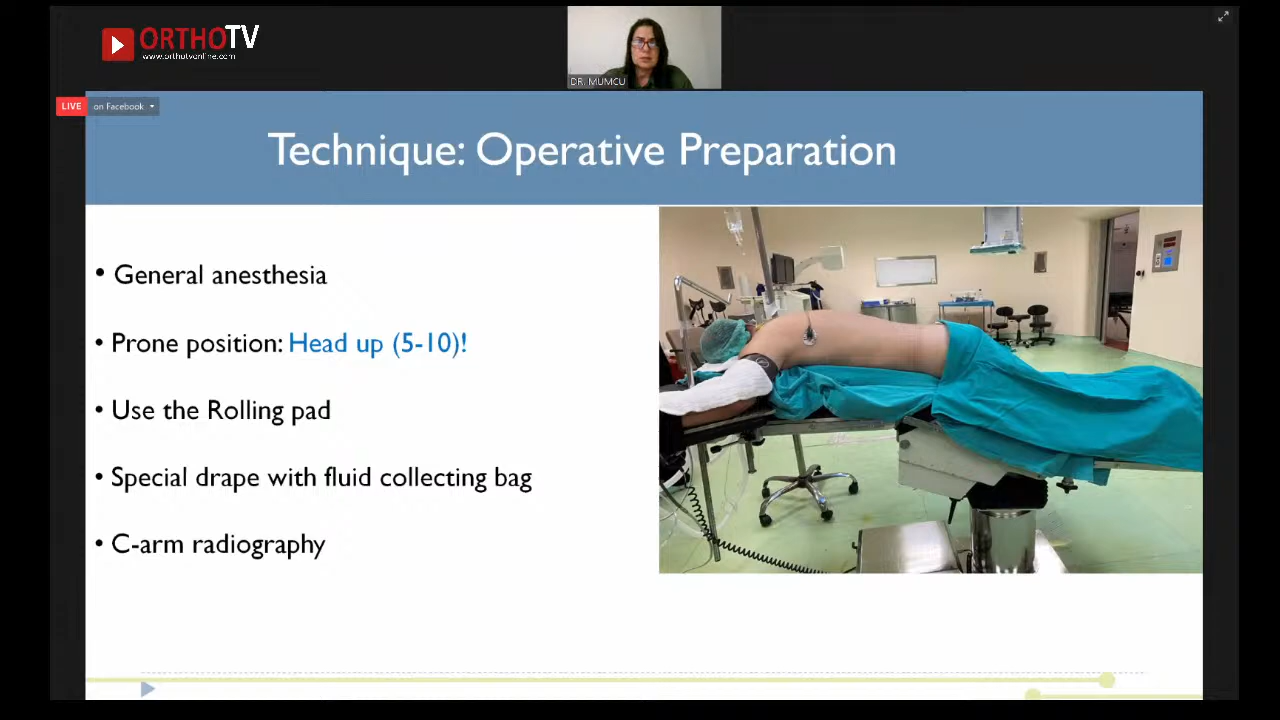 ORTHOTV
www.orthotvonline.com
DR. MUMCU
LIVE on Facebook
Technique: Operative Preparation
• General anesthesia
• Prone position: Head up (5-10)!
• Use the Rolling pad
• Special drape with fluid collecting bag
• C-arm radiography